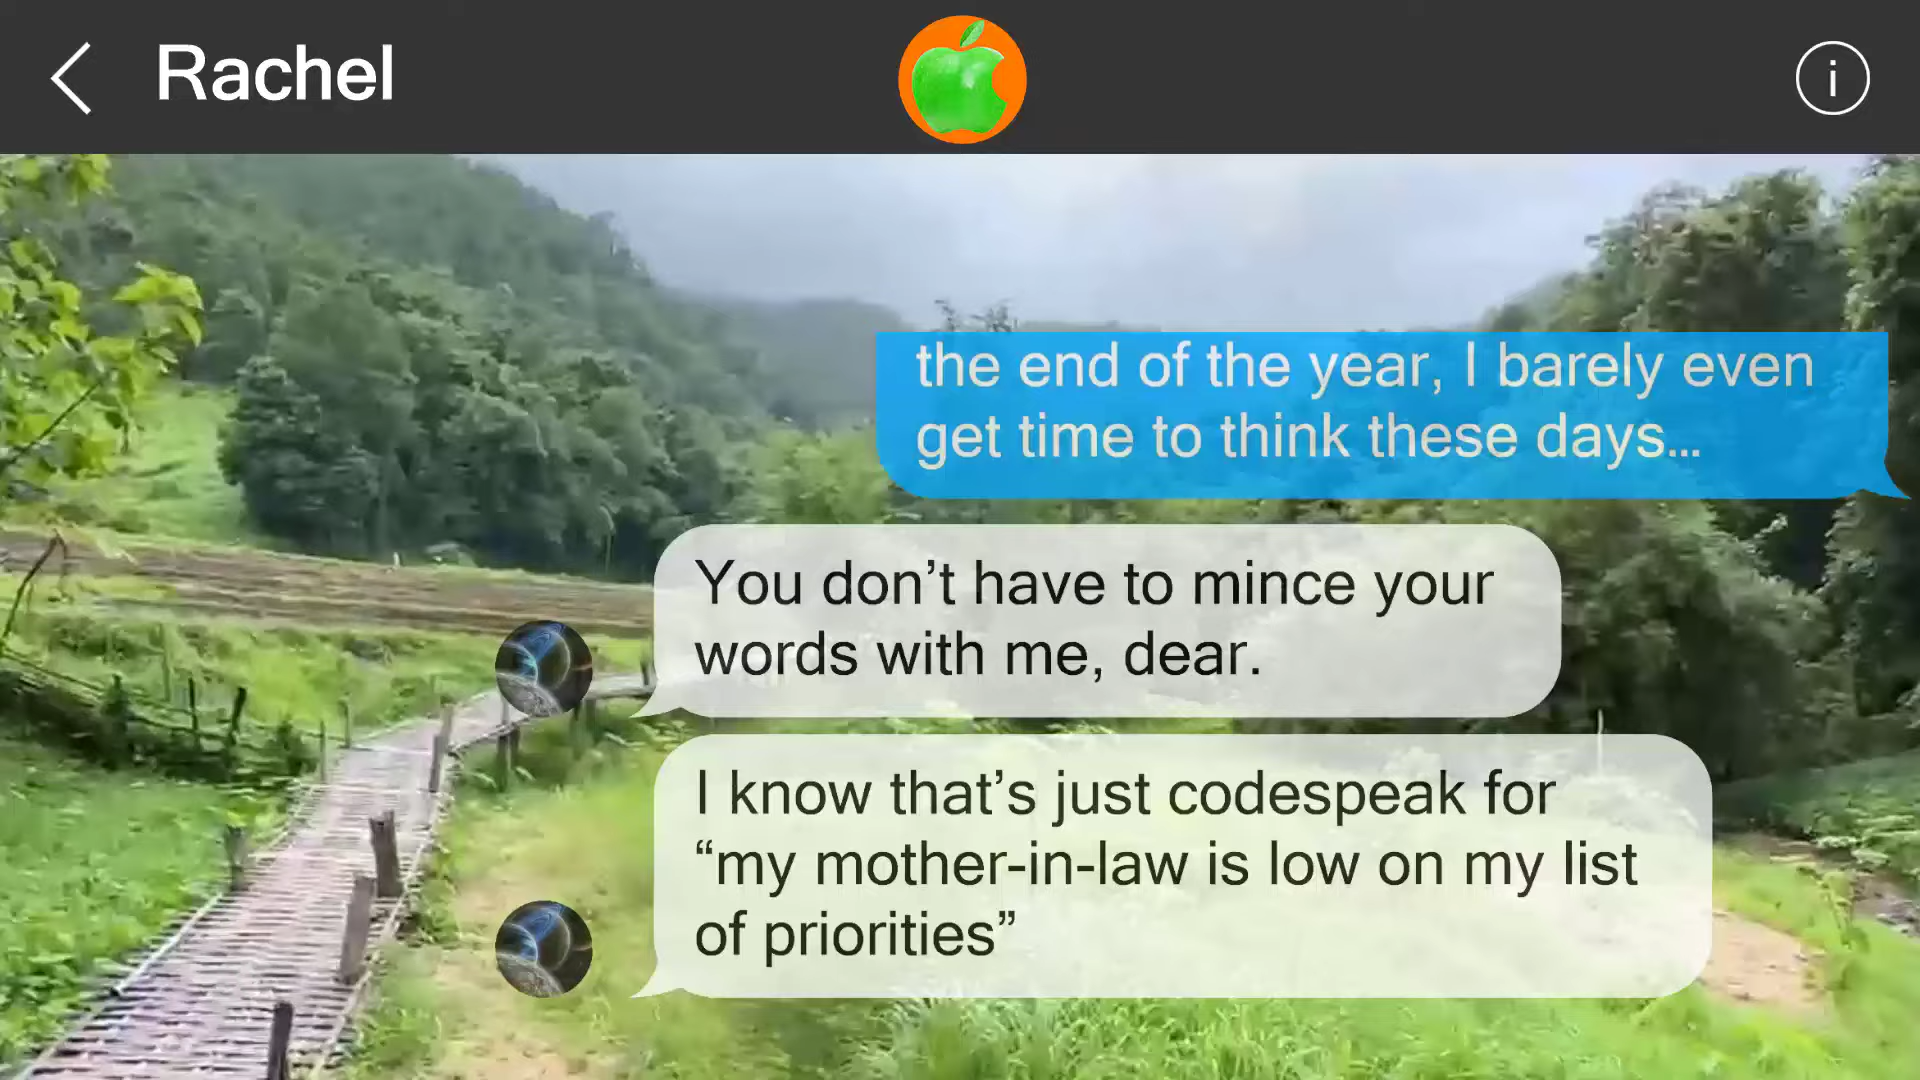 Rachel
the end of the year, I barely even
get time to think these days...
You don’t have to mince your
words with me, dear.
I know that’s just codespeak for
“my mother-in-law is low on my list
of priorities”